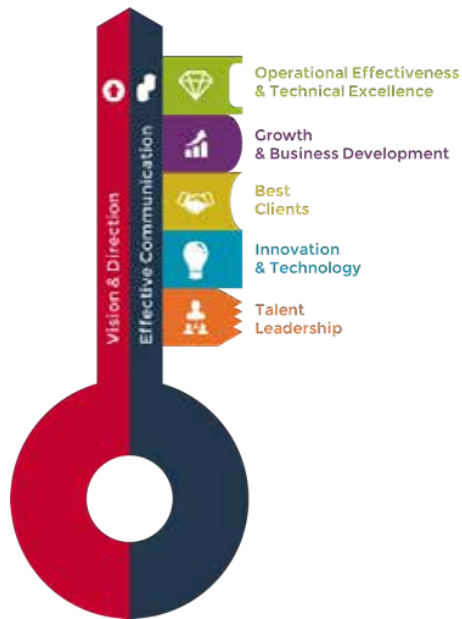 Operational Effectiveness
& Technical Excellence
Growth
& Business Development
Best
Clients
Innovation
& Technology
Talent
Leadership
Vision & Direction
Effective Communication